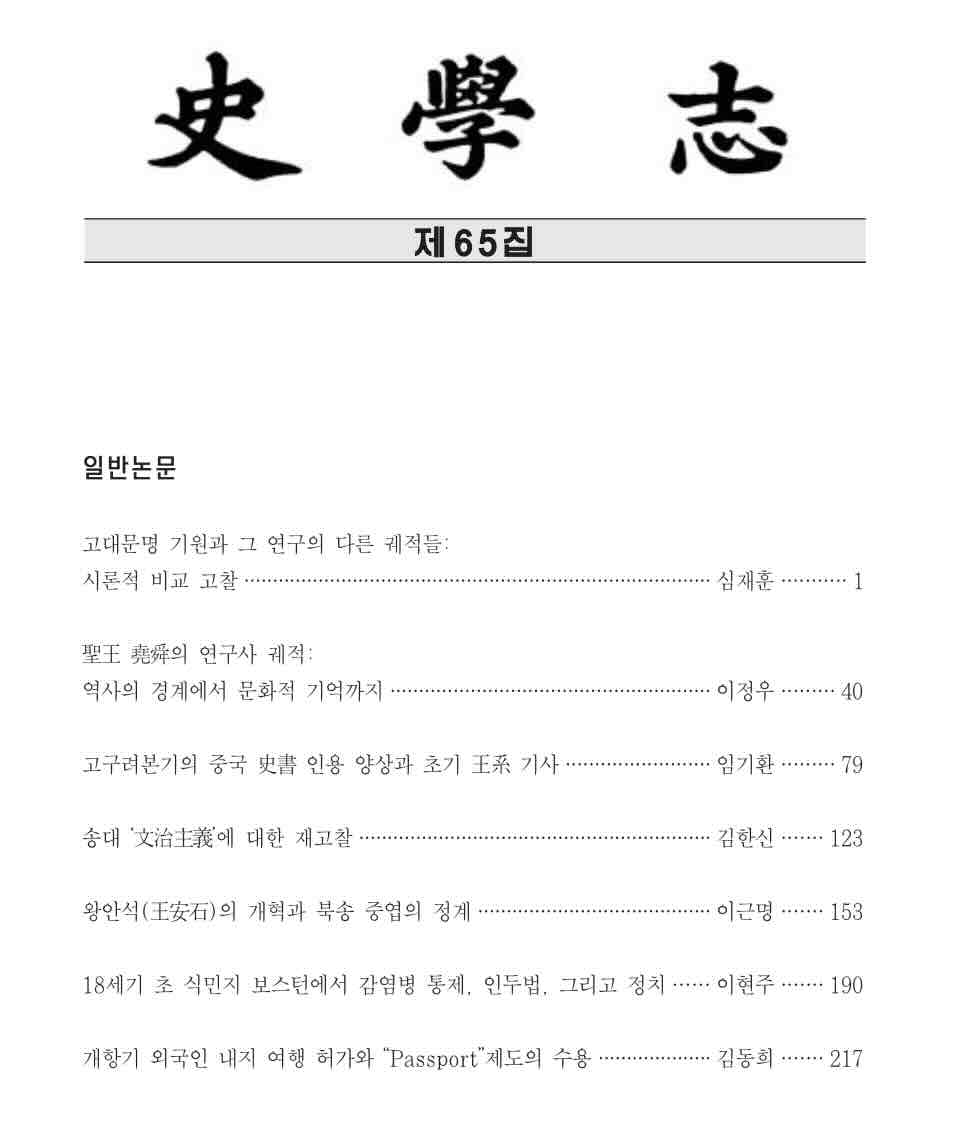 史 學 志
제65집
일반논문
고대문명 기원과 그 연구의 다른 궤적들:
시론적 비교 고찰 ·················· 심재훈 ·········· 1
聖王 堯舜의 연구사 궤적:
역사의 경계에서 문화적 기억까지 ·················· 이정우 ········· 40
고구려본기의 중국 史書 인용 양상과 초기 王系 기사 ·················· 임기환 ········· 79
송대 ‘文治主義’에 대한 재고찰 ·················· 김한신 ······· 123
왕안석(王安石)의 개혁과 북송 중엽의 정계 ·················· 이근명 ······· 153
18세기 초 식민지 보스턴에서 감염병 통제, 인두법, 그리고 정치 ······ 이현주 ······· 190
개항기 외국인 내지 여행 허가와 “Passport”제도의 수용 ·················· 김동희 ······· 217